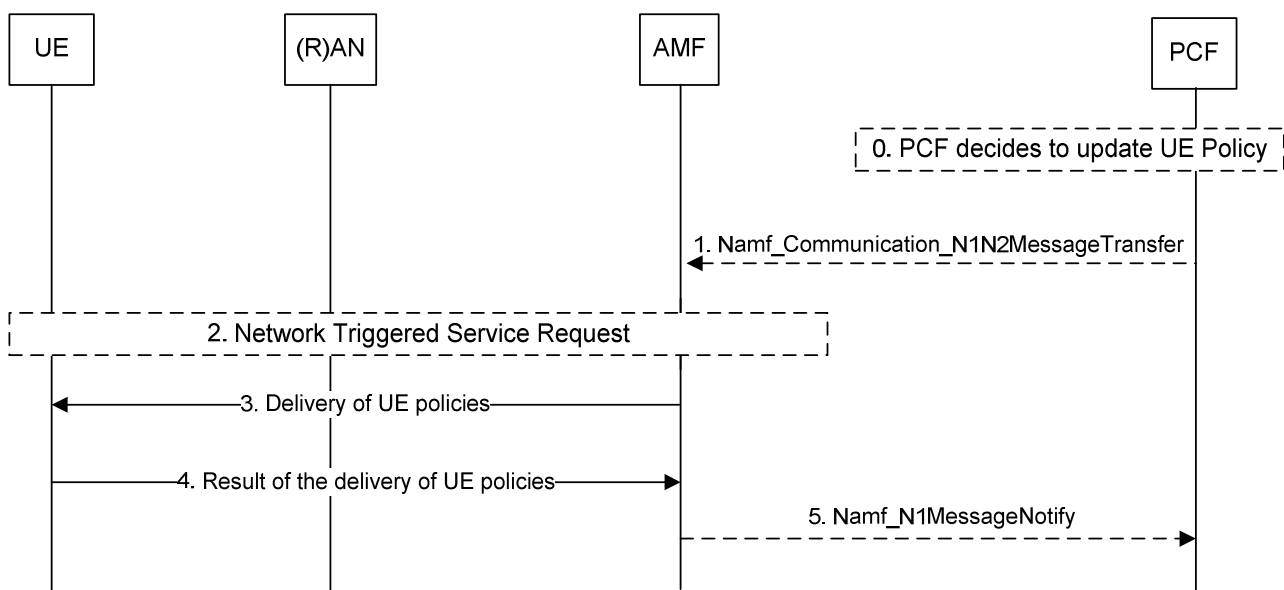 UE
(R)AN
AMF
PCF
0. PCF decides to update UE Policy
1. Namf_Communication_N1N2MessageTransfer
2. Network Triggered Service Request
3. Delivery of UE policies
4. Result of the delivery of UE policies
5. Namf_N1MessageNotify